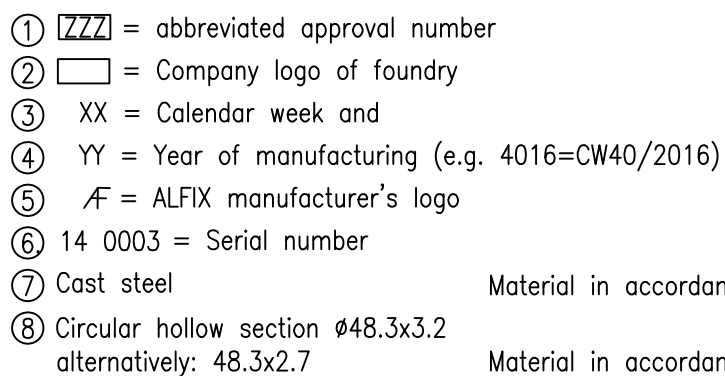 ① ZZZ = abbreviated approval number
② = Company logo of foundry
③ XX = Calendar week and
④ YY = Year of manufacturing (e.g. 4016=CW40/2016)
⑤ AF = ALFIX manufacturer's logo
⑥ 14 0003 = Serial number
⑦ Cast steel Material in accordan
⑧ Circular hollow section ø48.3x3.2
alternatively: 48.3x2.7 Material in accordan